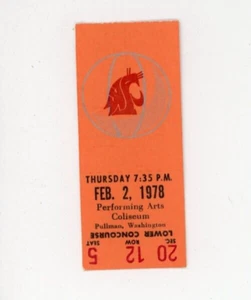 THURSDAY 7:35 P.M.
FEB. 2, 1978
Performing Arts
Coliseum
Pullman, Washington
LOWER CONCOURSE
SEC. ROW SEAT
20 12 5